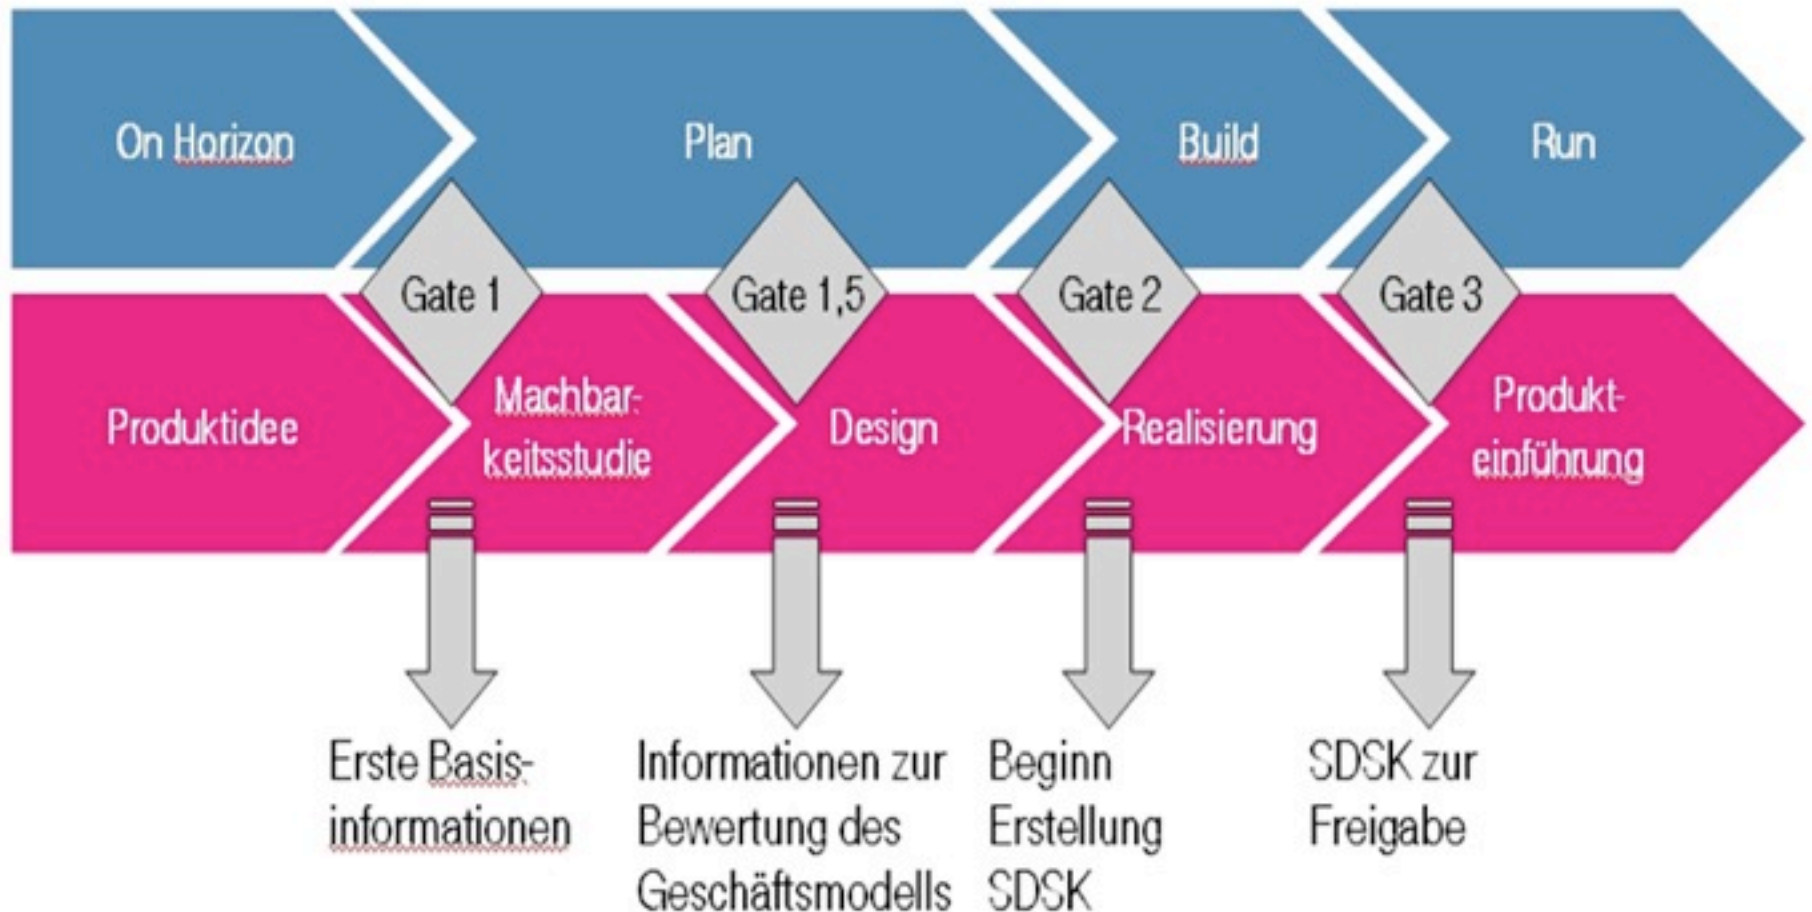 On Horizon
Plan
Build
Run
Gate 1
Gate 1,5
Gate 2
Gate 3
Produktidee
Machbar-
keitsstudie
Design
Realisierung
Produkt-
einführung
Erste Basis-
informationen
Informationen zur
Bewertung des
Geschäftsmodells
Beginn
Erstellung
SDSK
SDSK zur
Freigabe